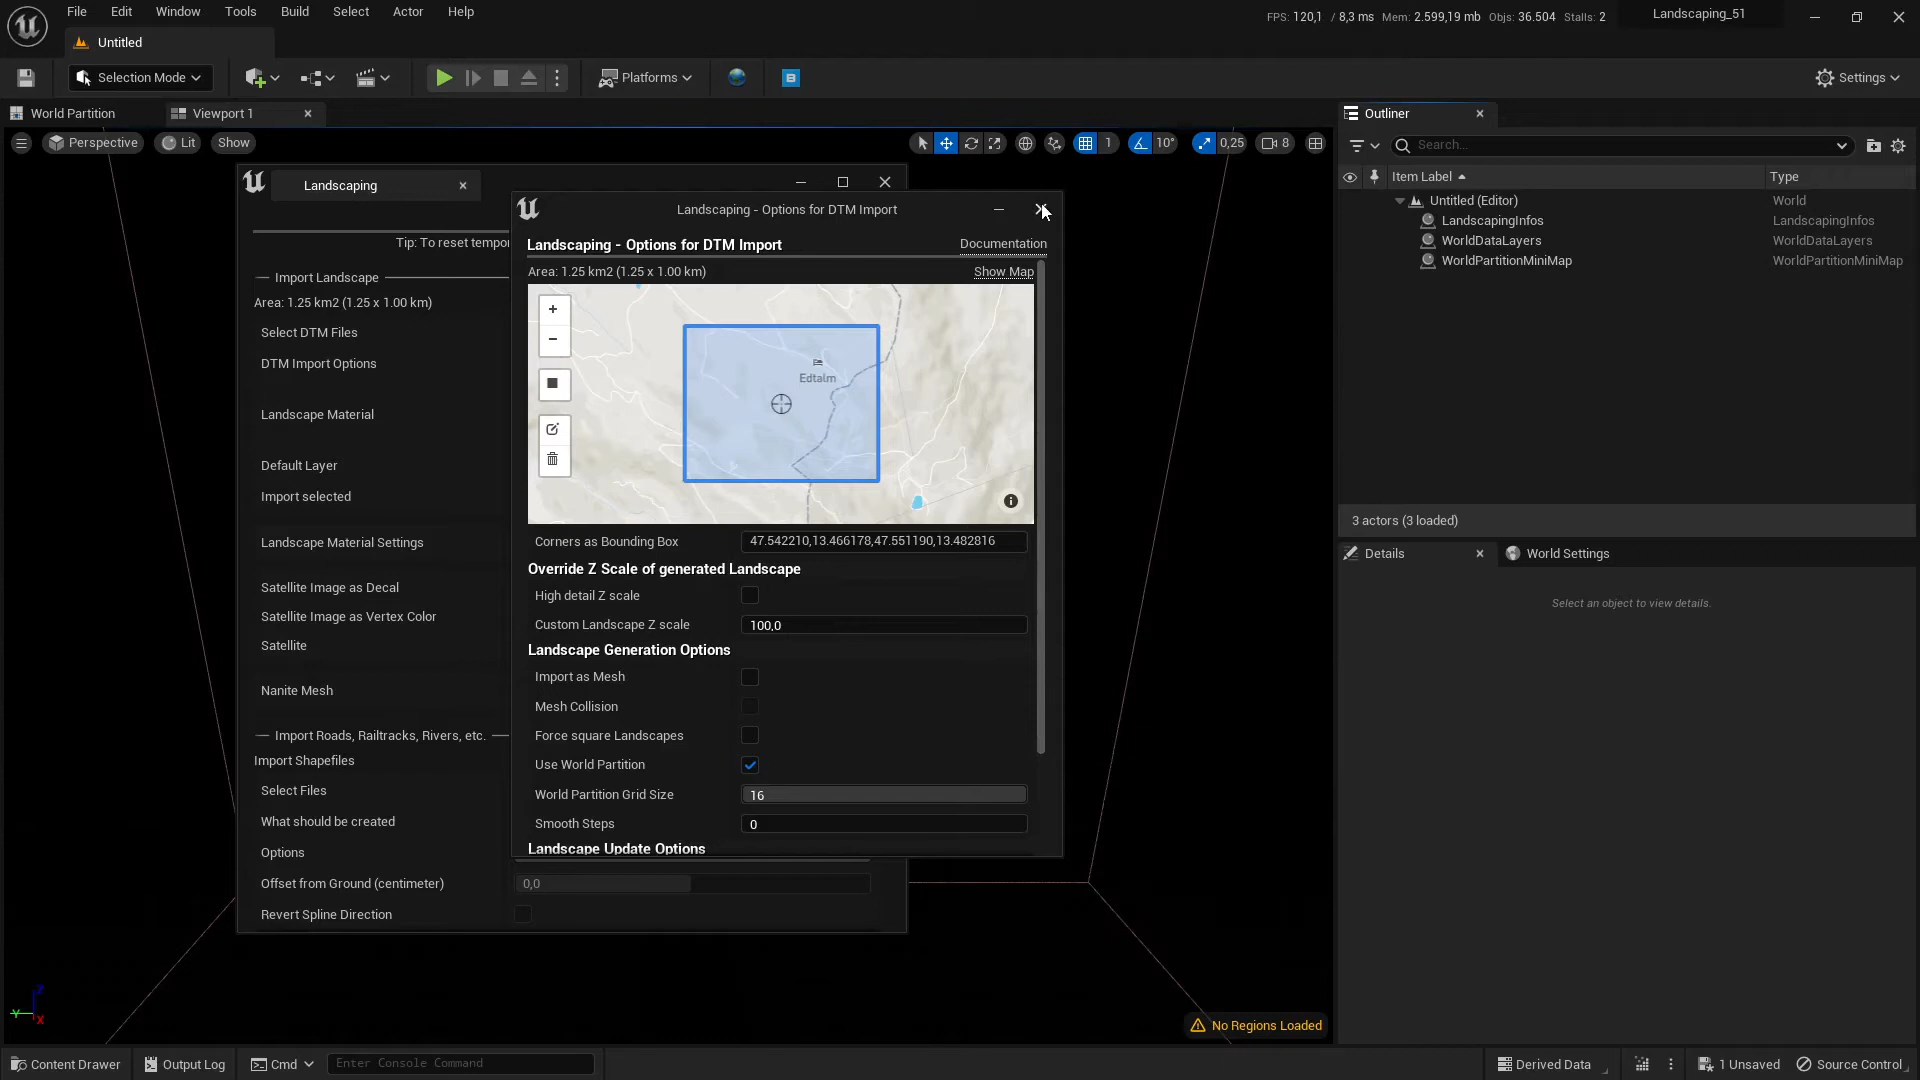 File Edit Window Tools Build Select Actor Help
FPS: 120,1 / 8,3 ms Mem: 2.599,19 mb Objs: 36.504 Stalls: 2
Landscaping_51
Untitled
Selection Mode
Platforms
Settings
World Partition
Viewport 1
Outliner
Perspective Lit Show
1 10° 0,25 8
Search...
Item Label Type
Untitled (Editor) World
LandscapingInfos LandscapingInfos
WorldDataLayers WorldDataLayers
WorldPartitionMiniMap WorldPartitionMiniMap
3 actors (3 loaded)
Details World Settings
Select an object to view details.
Landscaping
Tip: To reset tempor
Import Landscape
Area: 1.25 km2 (1.25 x 1.00 km)
Select DTM Files
DTM Import Options
Landscape Material
Default Layer
Import selected
Landscape Material Settings
Satellite Image as Decal
Satellite Image as Vertex Color
Satellite
Nanite Mesh
Import Roads, Railtracks, Rivers, etc.
Import Shapefiles
Select Files
What should be created
Options
Offset from Ground (centimeter) 0,0
Revert Spline Direction
Landscaping - Options for DTM Import
Landscaping - Options for DTM Import Documentation
Area: 1.25 km2 (1.25 x 1.00 km) Show Map
+
−
Edtalm
Corners as Bounding Box 47.542210,13.466178,47.551190,13.482816
Override Z Scale of generated Landscape
High detail Z scale
Custom Landscape Z scale 100,0
Landscape Generation Options
Import as Mesh
Mesh Collision
Force square Landscapes
Use World Partition
World Partition Grid Size 16
Smooth Steps 0
Landscape Update Options
Z
Y
X
No Regions Loaded
Content Drawer Output Log Cmd Enter Console Command
Derived Data 1 Unsaved Source Control